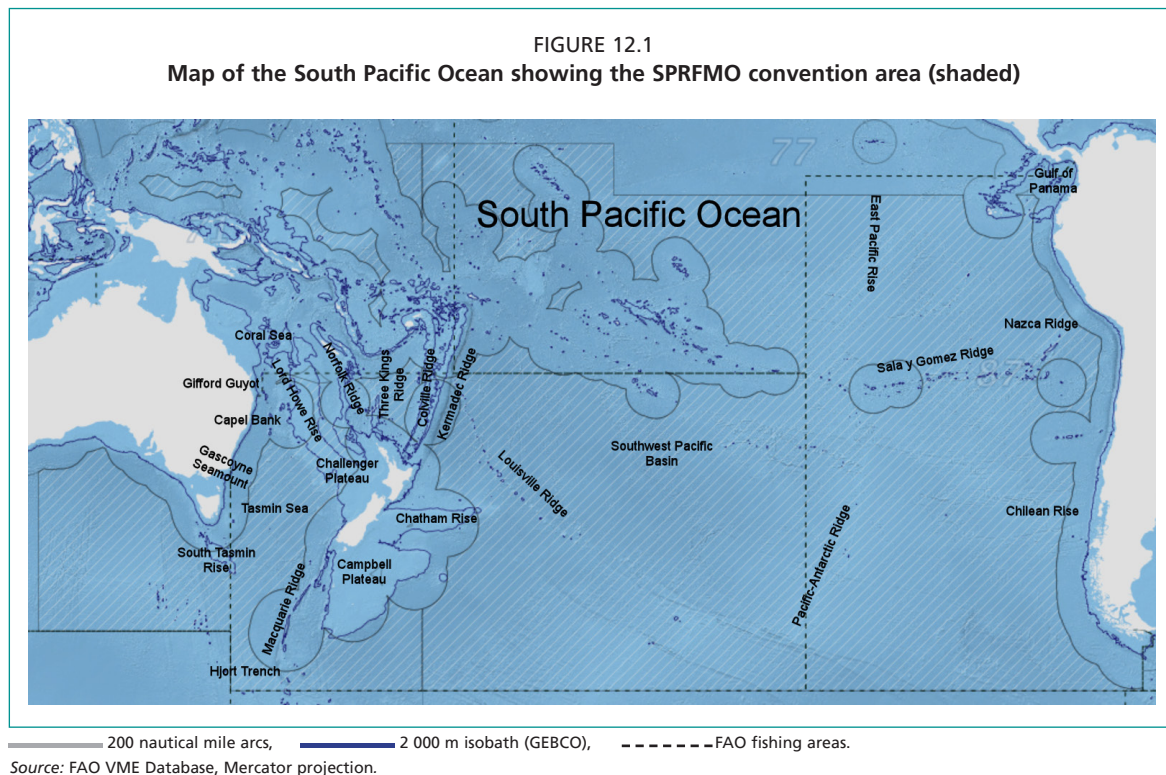 FIGURE 12.1
Map of the South Pacific Ocean showing the SPRFMO convention area (shaded)
77
Gulf of
Panama
South Pacific Ocean
East Pacific Rise
71
Coral Sea
Nazca Ridge
Norfolk Ridge
Three Kings
Ridge
Colville Ridge
Kermadec Ridge
Sala y Gomez Ridge
87
Gifford Guyot
Lord Howe Rise
Capel Bank
Southwest Pacific
Basin
Gascoyne
Seamount
Challenger
Plateau
Louisville Ridge
Tasmin Sea
Chatham Rise
Chilean Rise
South Tasmin
Rise
Campbell
Plateau
Pacific-Antarctic Ridge
Macquarie Ridge
Hjort Trench
200 nautical mile arcs, 2 000 m isobath (GEBCO), FAO fishing areas.
Source: FAO VME Database, Mercator projection.